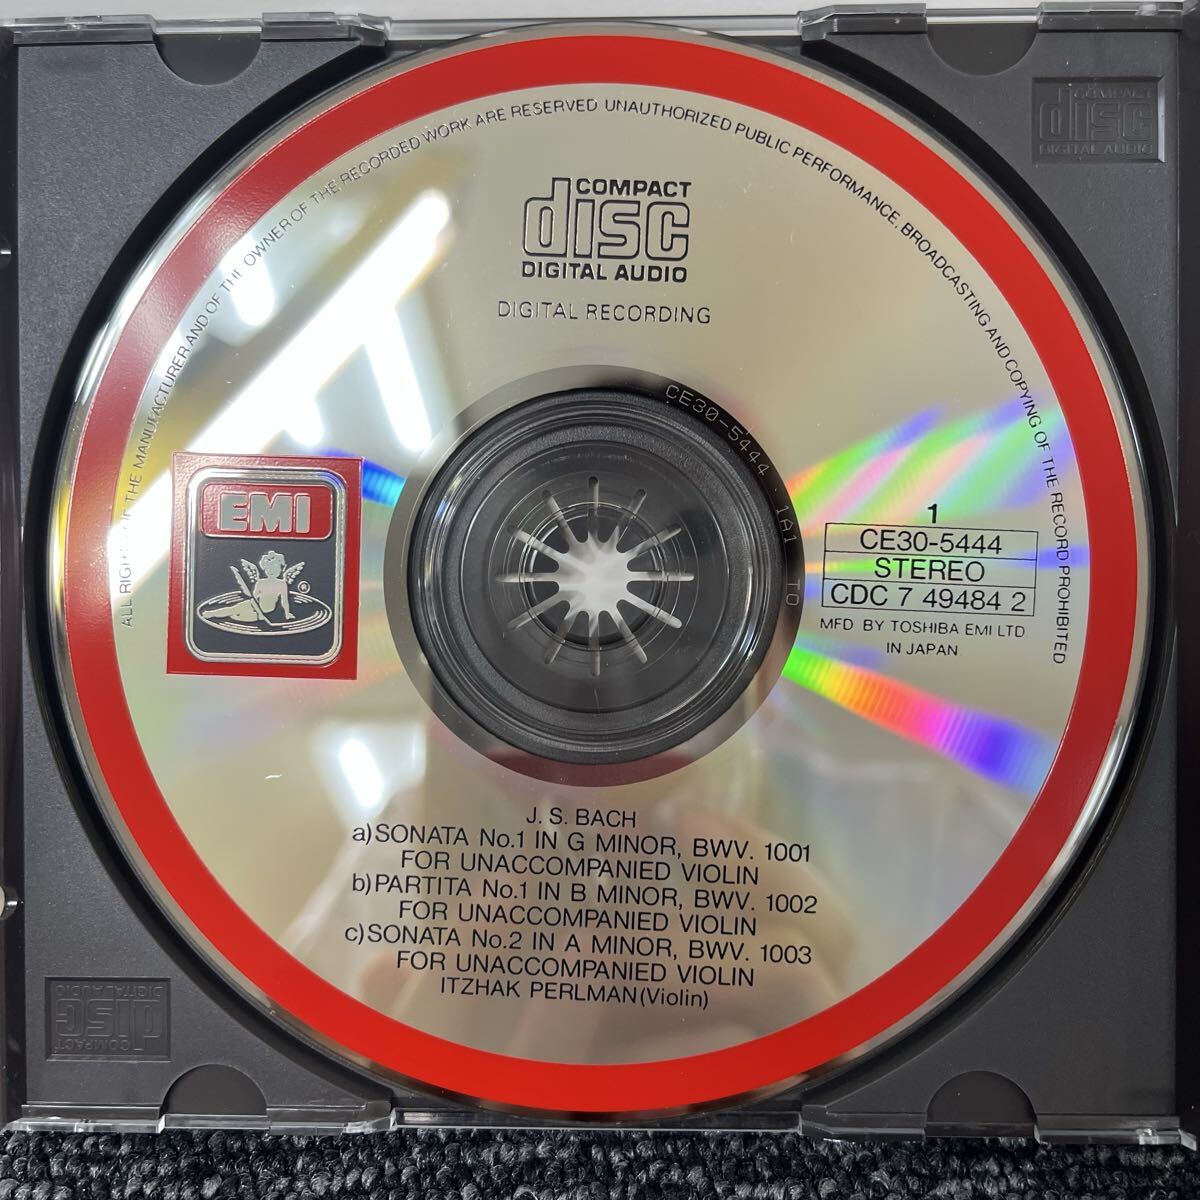 ALL RIGHTS OF THE MANUFACTURER AND OF THE OWNER OF THE RECORDED WORK ARE RESERVED UNAUTHORIZED PUBLIC PERFORMANCE, BROADCASTING AND COPYING OF THE RECORD PROHIBITED
COMPACT
disc
DIGITAL AUDIO
DIGITAL RECORDING
COMPACT
disc
DIGITAL AUDIO
CE30-5444 · 1A1 TO
EMI
®
1
CE30-5444
STEREO
CDC 7 49484 2
MFD BY TOSHIBA EMI LTD
IN JAPAN
J. S. BACH
a)SONATA No.1 IN G MINOR, BWV. 1001
FOR UNACCOMPANIED VIOLIN
b)PARTITA No.1 IN B MINOR, BWV. 1002
FOR UNACCOMPANIED VIOLIN
c)SONATA No.2 IN A MINOR, BWV. 1003
FOR UNACCOMPANIED VIOLIN
ITZHAK PERLMAN(Violin)
COMPACT
disc
DIGITAL AUDIO